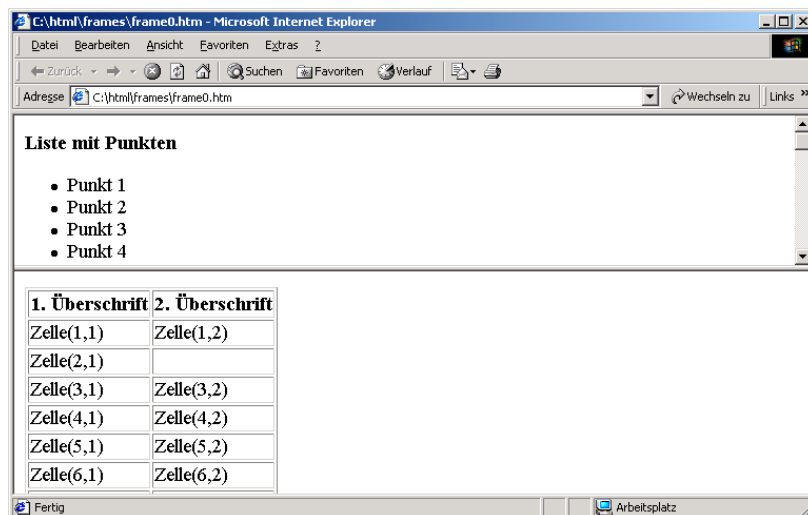 C:\html\frames\frame0.htm - Microsoft Internet Explorer
Datei Bearbeiten Ansicht Favoriten Extras ?
Zurück Suchen Favoriten Verlauf
Adresse C:\html\frames\frame0.htm Wechseln zu Links »
Liste mit Punkten
• Punkt 1
• Punkt 2
• Punkt 3
• Punkt 4
1. Überschrift 2. Überschrift
Zelle(1,1) Zelle(1,2)
Zelle(2,1)
Zelle(3,1) Zelle(3,2)
Zelle(4,1) Zelle(4,2)
Zelle(5,1) Zelle(5,2)
Zelle(6,1) Zelle(6,2)
Fertig Arbeitsplatz